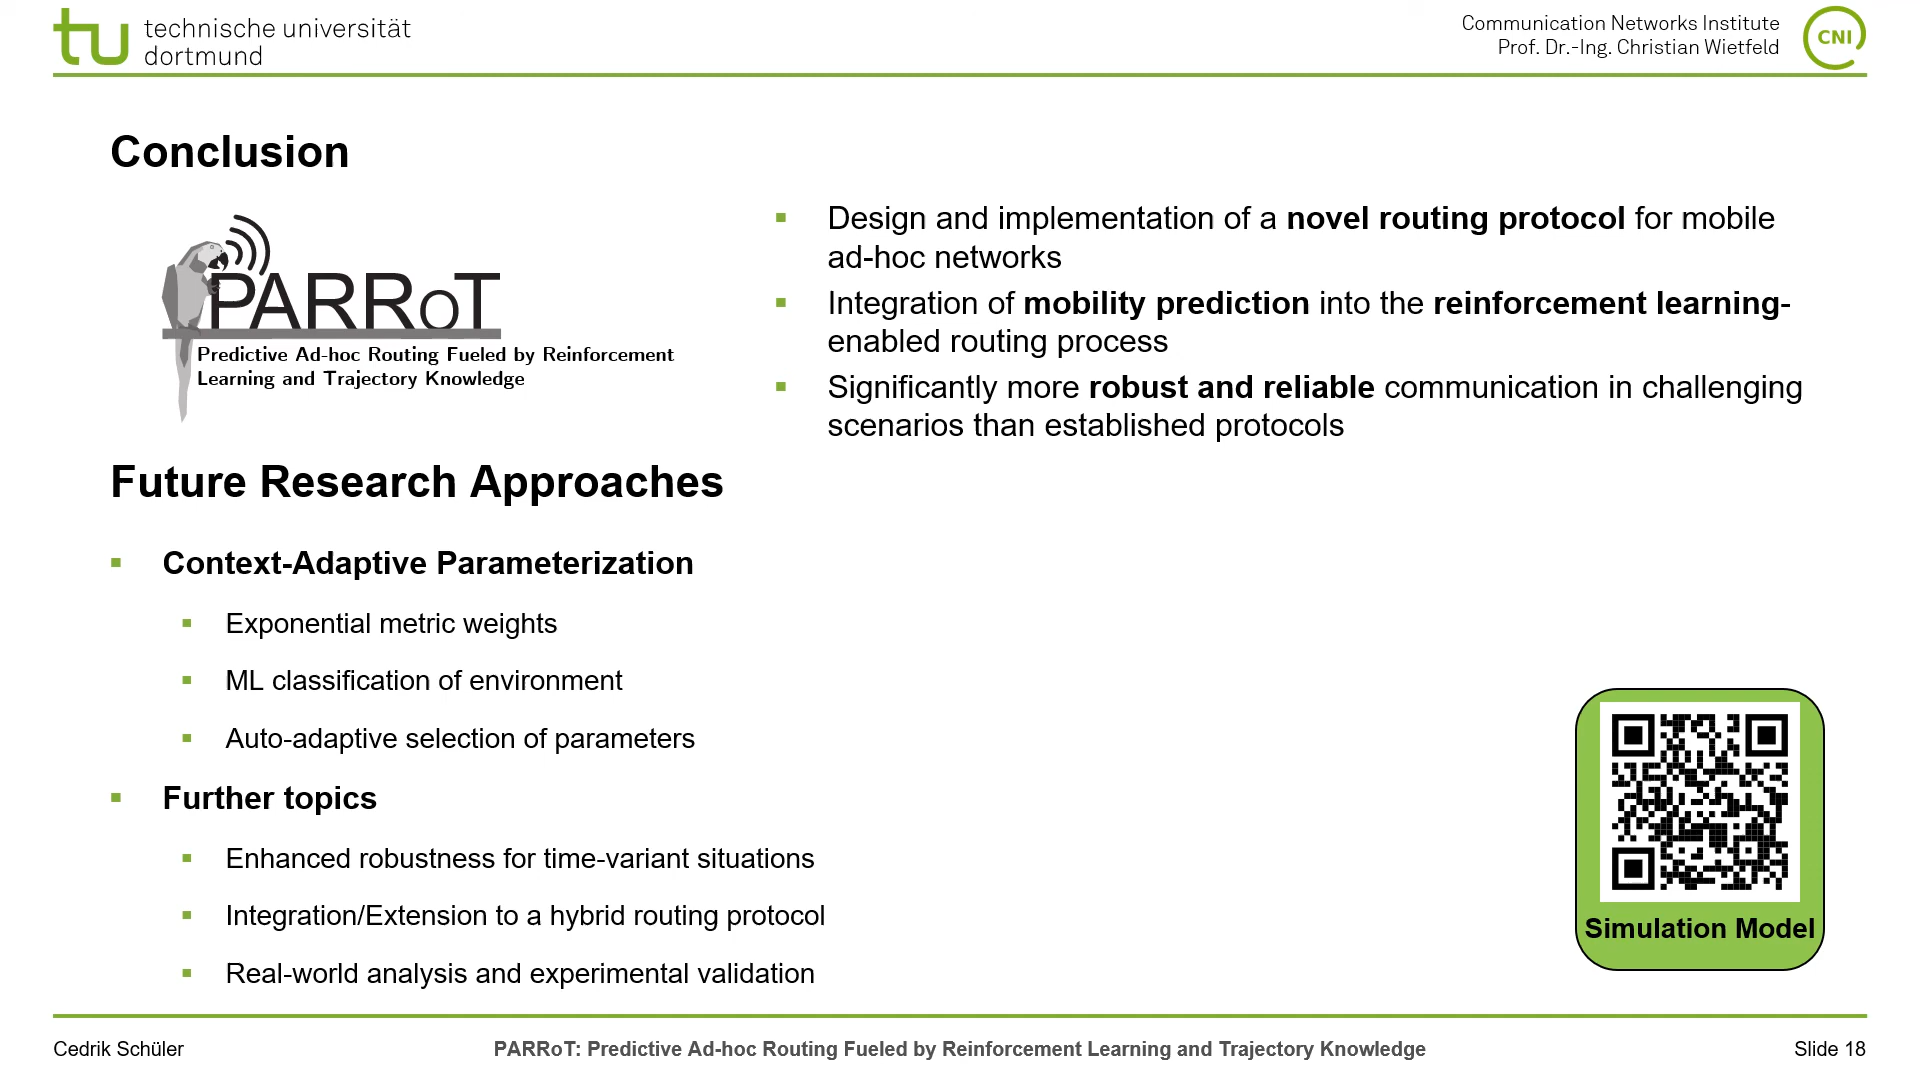 technische universität
dortmund
Communication Networks Institute
Prof. Dr.-Ing. Christian Wietfeld
CNI
Conclusion
PARRoT
Predictive Ad-hoc Routing Fueled by Reinforcement
Learning and Trajectory Knowledge
Design and implementation of a novel routing protocol for mobile
ad-hoc networks
Integration of mobility prediction into the reinforcement learning-
enabled routing process
Significantly more robust and reliable communication in challenging
scenarios than established protocols
Future Research Approaches
Context-Adaptive Parameterization
Exponential metric weights
ML classification of environment
Auto-adaptive selection of parameters
Further topics
Enhanced robustness for time-variant situations
Integration/Extension to a hybrid routing protocol
Real-world analysis and experimental validation
Simulation Model
Cedrik Schüler
PARRoT: Predictive Ad-hoc Routing Fueled by Reinforcement Learning and Trajectory Knowledge
Slide 18